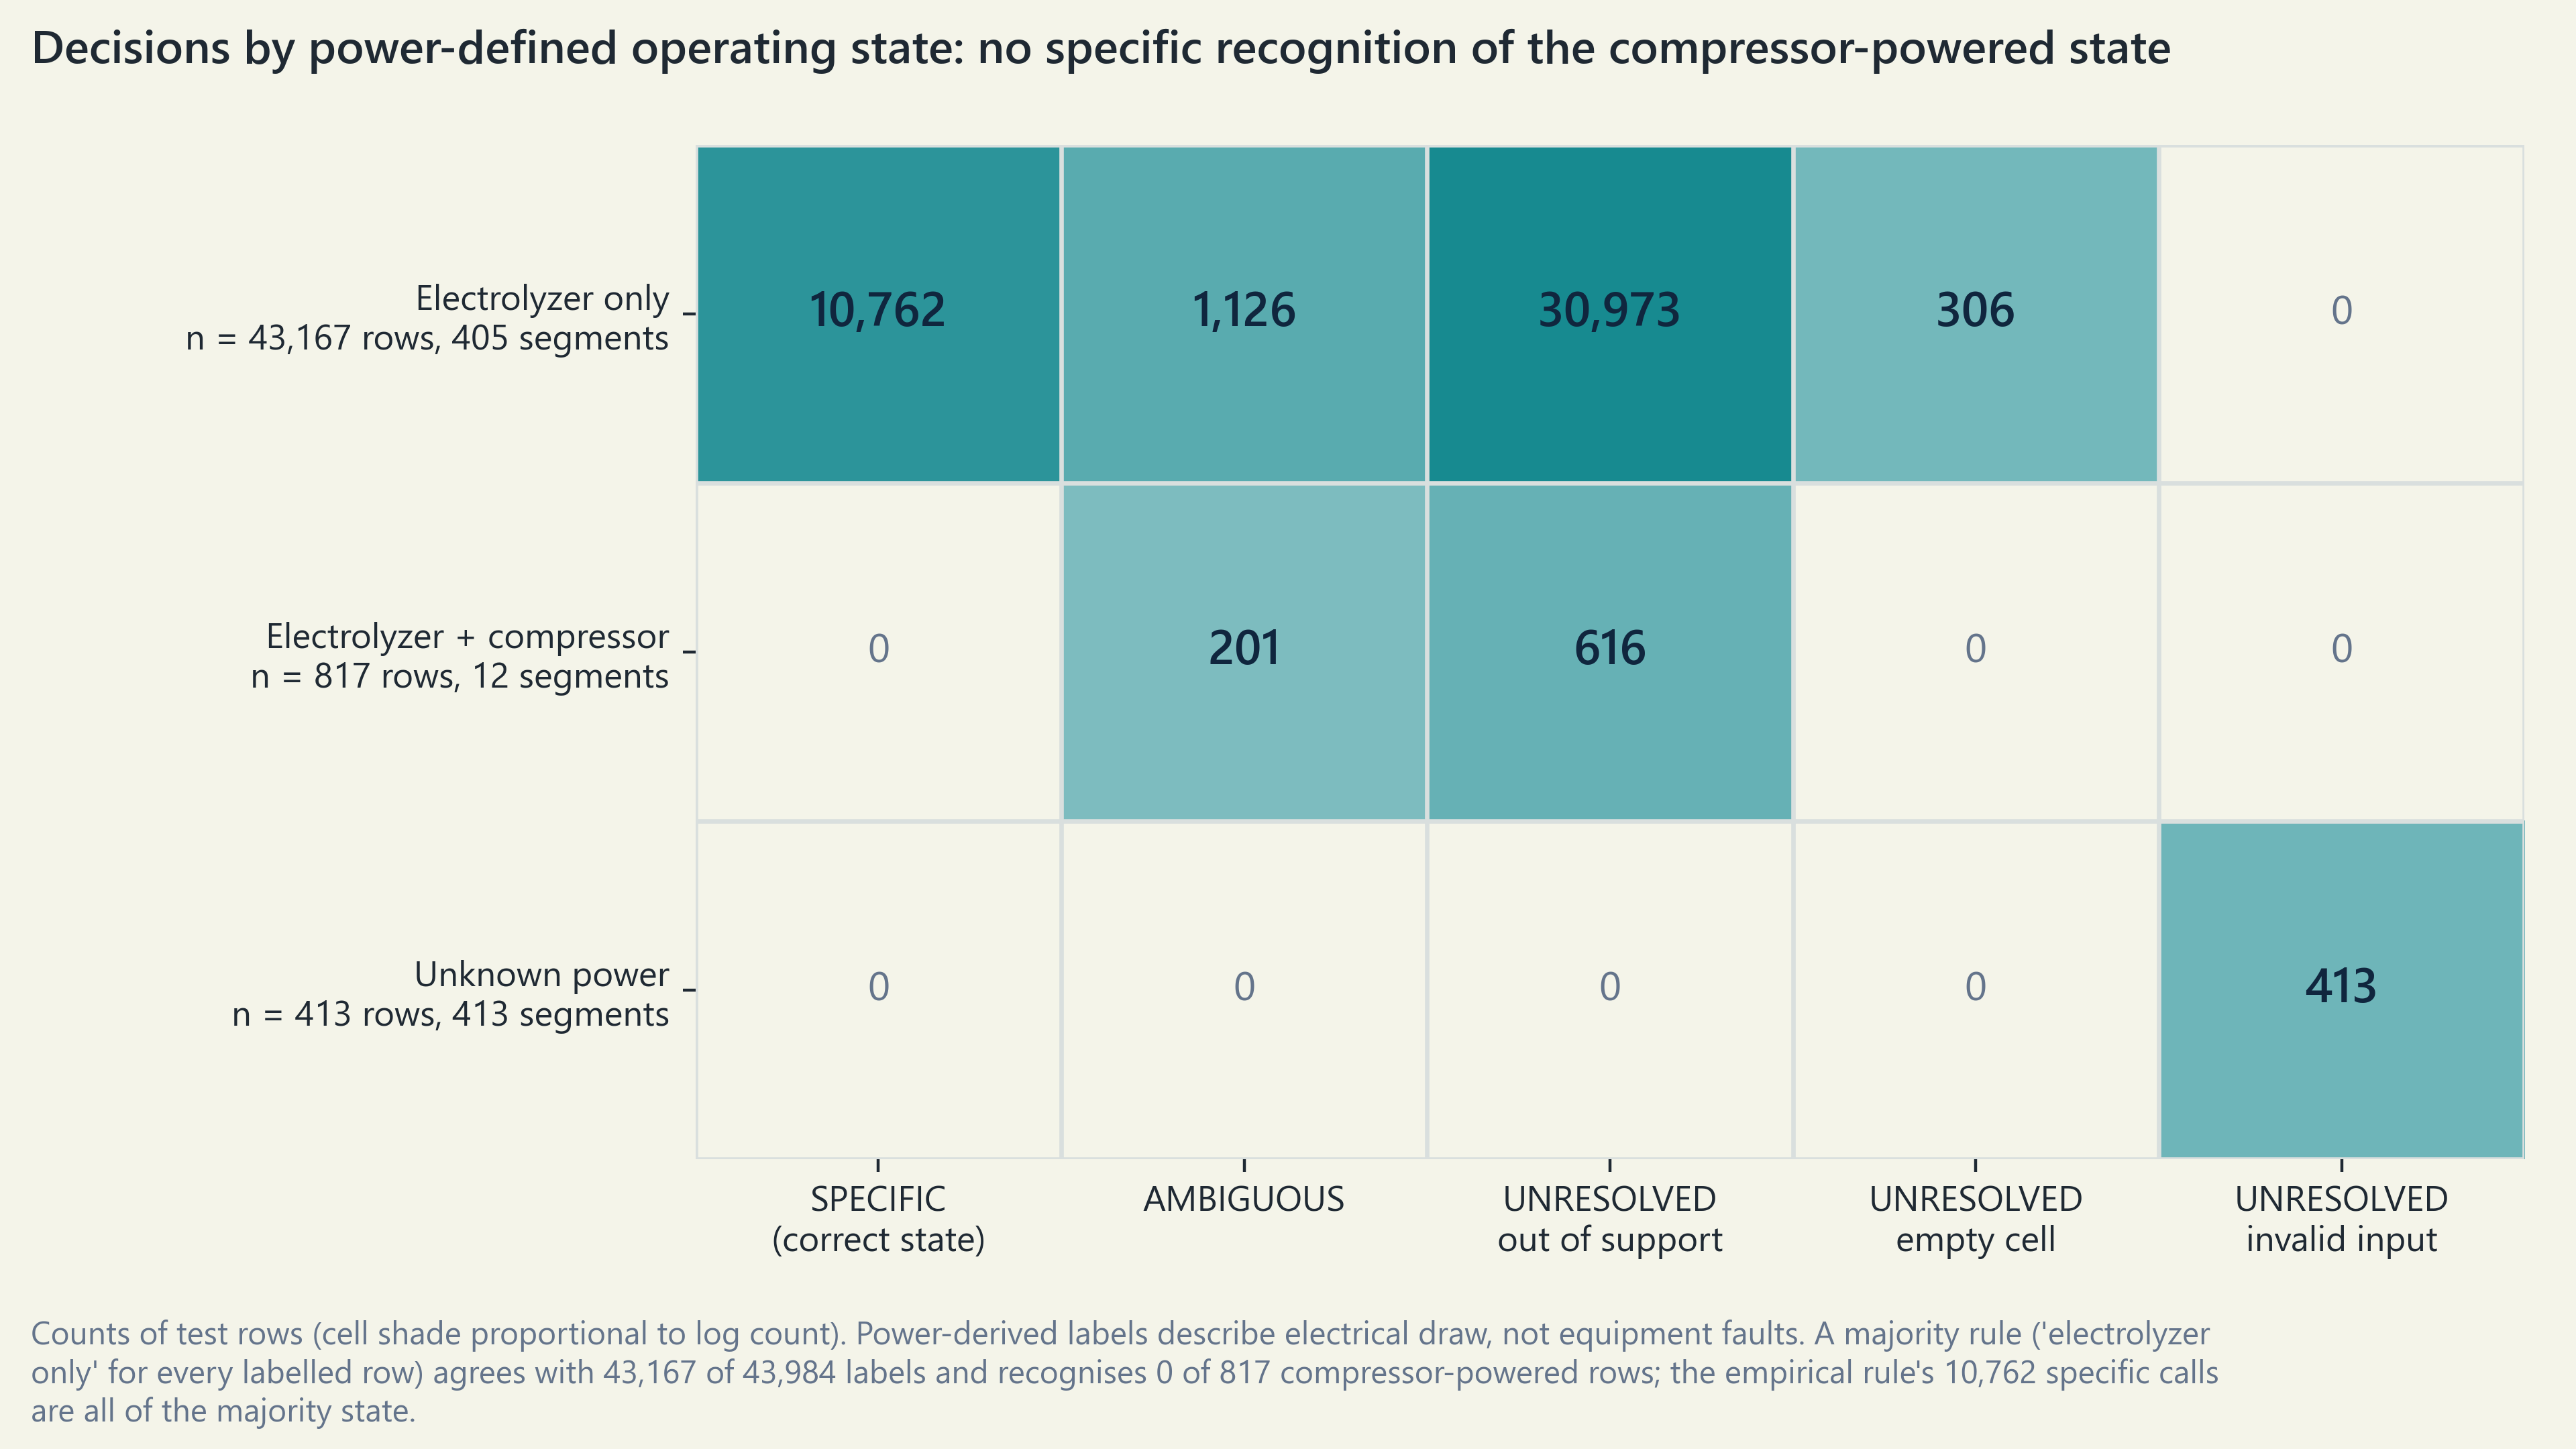 Decisions by power-defined operating state: no specific recognition of the compressor-powered state
Electrolyzer only
n = 43,167 rows, 405 segments
10,762
1,126
30,973
306
0
Electrolyzer + compressor
n = 817 rows, 12 segments
0
201
616
0
0
Unknown power
n = 413 rows, 413 segments
0
0
0
0
413
SPECIFIC
(correct state)
AMBIGUOUS
UNRESOLVED
out of support
UNRESOLVED
empty cell
UNRESOLVED
invalid input
Counts of test rows (cell shade proportional to log count). Power-derived labels describe electrical draw, not equipment faults. A majority rule ('electrolyzer
only' for every labelled row) agrees with 43,167 of 43,984 labels and recognises 0 of 817 compressor-powered rows; the empirical rule's 10,762 specific calls
are all of the majority state.